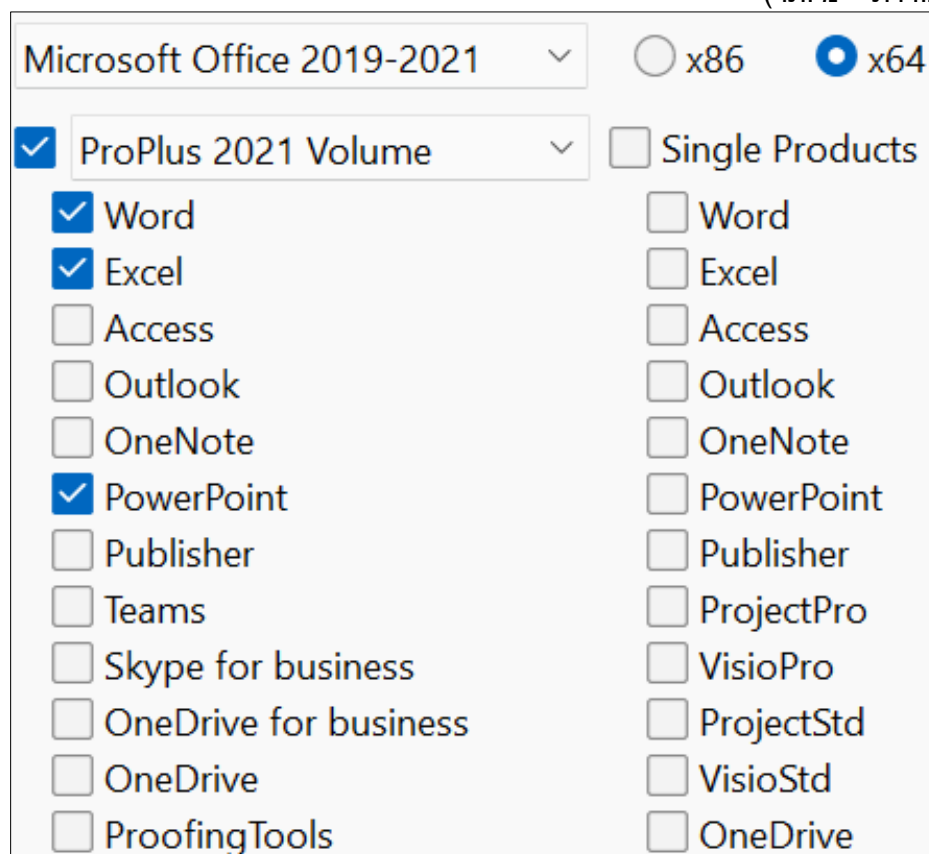 Microsoft Office 2019-2021 x86 x64
ProPlus 2021 Volume Single Products
Word Word
Excel Excel
Access Access
Outlook Outlook
OneNote OneNote
PowerPoint PowerPoint
Publisher Publisher
Teams ProjectPro
Skype for business VisioPro
OneDrive for business ProjectStd
OneDrive VisioStd
ProofingTools OneDrive